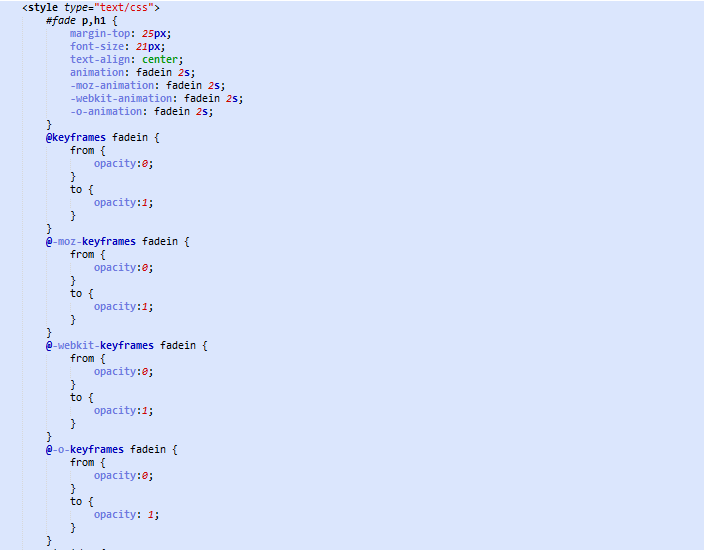 <style type="text/css">
#fade p,h1 {
margin-top: 25px;
font-size: 21px;
text-align: center;
animation: fadein 2s;
-moz-animation: fadein 2s;
-webkit-animation: fadein 2s;
-o-animation: fadein 2s;
}
@keyframes fadein {
from {
opacity:0;
}
to {
opacity:1;
}
}
@-moz-keyframes fadein {
from {
opacity:0;
}
to {
opacity:1;
}
}
@-webkit-keyframes fadein {
from {
opacity:0;
}
to {
opacity:1;
}
}
@-o-keyframes fadein {
from {
opacity:0;
}
to {
opacity: 1;
}
}